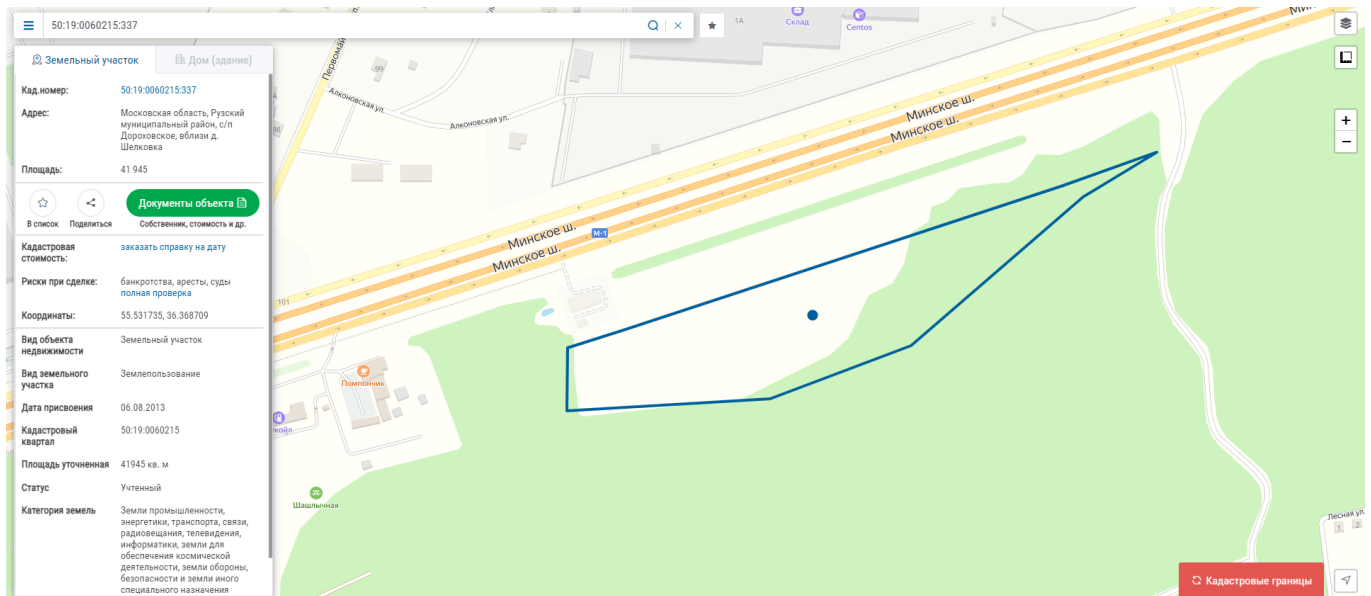 50:19:0060215:337
Земельный участок
Дом (здание)
Кад.номер:
50:19:0060215:337
Адрес:
Московская область, Рузский
муниципальный район, с/п
Дороховское, вблизи д.
Шелковка
Площадь:
41 945
В список
Поделиться
Документы объекта
Собственник, стоимость и др.
Кадастровая
стоимость:
заказать справку на дату
Риски при сделке:
банкротства, аресты, суды
полная проверка
Координаты:
55.531735, 36.368709
Вид объекта
недвижимости
Земельный участок
Вид земельного
участка
Землепользование
Дата присвоения
06.08.2013
Кадастровый
квартал
50:19:0060215
Площадь уточненная
41945 кв. м
Статус
Учтенный
Категория земель
Земли промышленности,
энергетики, транспорта, связи,
радиовещания, телевидения,
информатики, земли для
обеспечения космической
деятельности, земли обороны,
безопасности и земли иного
специального назначения
1А
Склад
Centos
99
Первомай
Алконовская ул.
Алконовская ул.
Минское ш.
Минское ш.
Минское ш.
М-1
Минское ш.
101
Помпончик
Шашлычная
Лесная ул.
1
2
+
−
Кадастровые границы